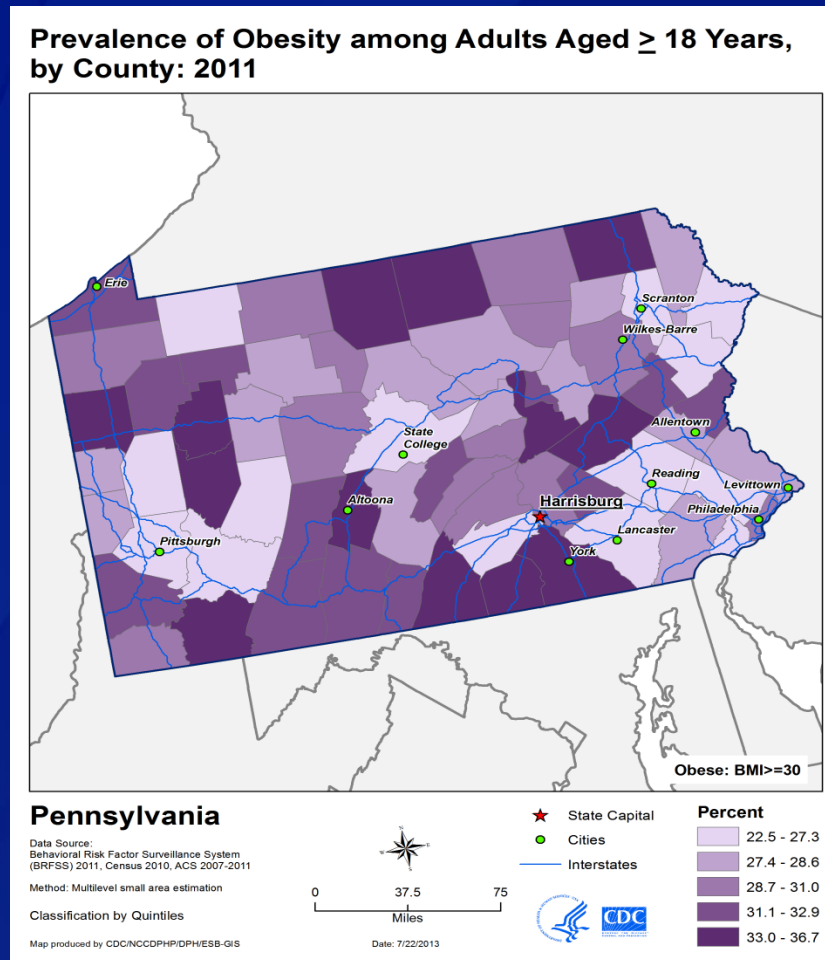 Prevalence of Obesity among Adults Aged ≥ 18 Years,
by County: 2011
Erie
Scranton
Wilkes-Barre
Allentown
State
College
Reading
Levittown
Altoona
Harrisburg
Philadelphia
Lancaster
Pittsburgh
York
Obese: BMI>=30
Pennsylvania
Data Source:
Behavioral Risk Factor Surveillance System
(BRFSS) 2011, Census 2010, ACS 2007-2011
Method: Multilevel small area estimation
Classification by Quintiles
Map produced by CDC/NCCDPHP/DPH/ESB-GIS
N
0 37.5 75
Miles
Date: 7/22/2013
State Capital
Cities
Interstates
CDC
Percent
22.5 - 27.3
27.4 - 28.6
28.7 - 31.0
31.1 - 32.9
33.0 - 36.7